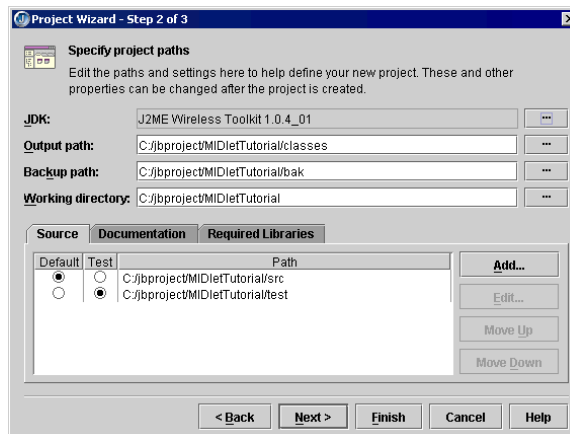 Project Wizard - Step 2 of 3
Specify project paths
Edit the paths and settings here to help define your new project. These and other
properties can be changed after the project is created.
JDK: J2ME Wireless Toolkit 1.0.4_01 ...
Output path: C:/jbproject/MIDletTutorial/classes ...
Backup path: C:/jbproject/MIDletTutorial/bak ...
Working directory: C:/jbproject/MIDletTutorial ...
Source Documentation Required Libraries
Default Test Path
C:/jbproject/MIDletTutorial/src
C:/jbproject/MIDletTutorial/test
Add...
Edit...
Move Up
Move Down
< Back Next > Finish Cancel Help